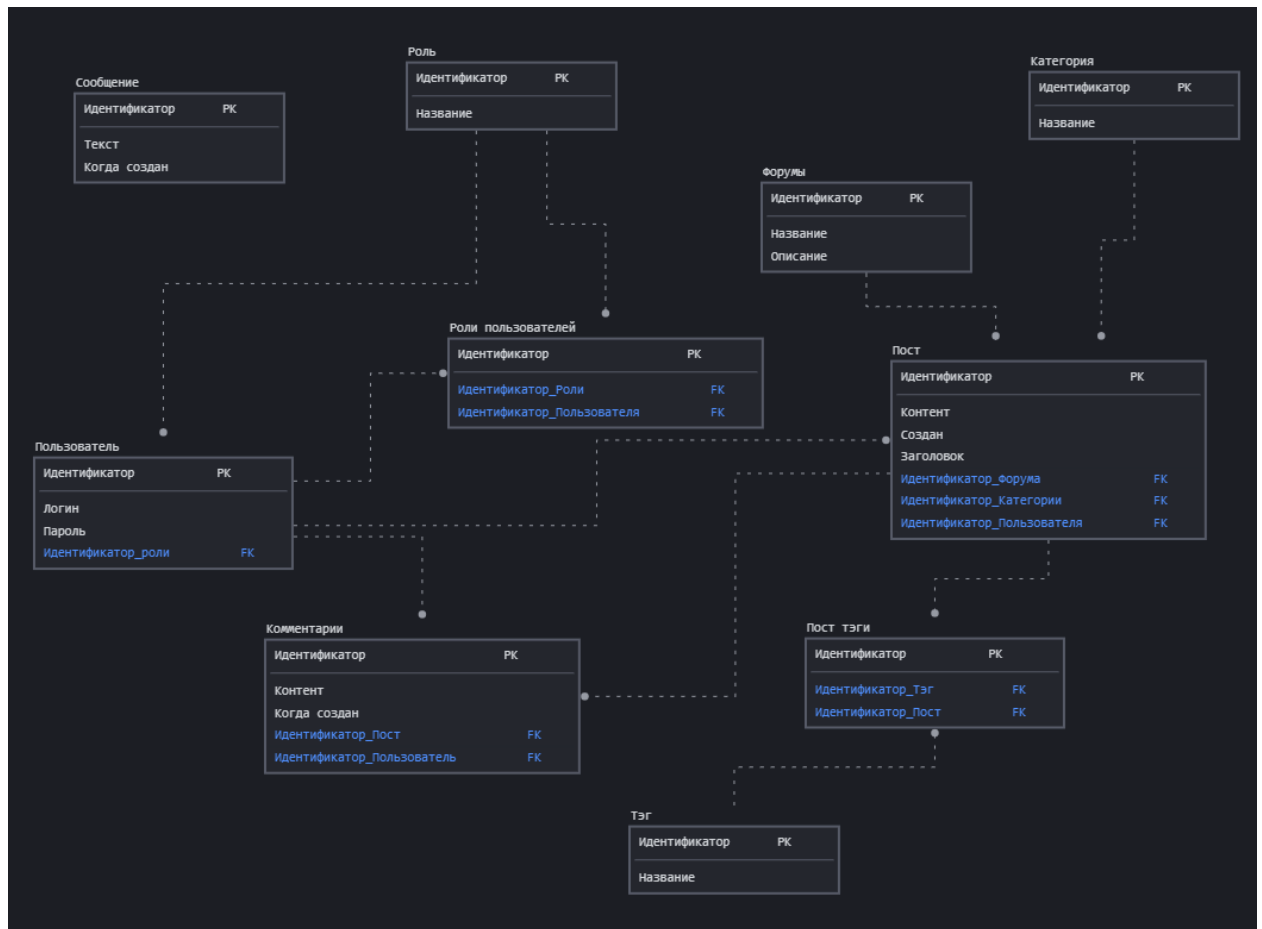 Роль
Идентификатор PK
Название
Категория
Идентификатор PK
Название
Сообщение
Идентификатор PK
Текст
Когда создан
Форумы
Идентификатор PK
Название
Описание
Роли пользователей
Идентификатор PK
Идентификатор_Роли FK
Идентификатор_Пользователя FK
Пост
Идентификатор PK
Контент
Создан
Заголовок
Идентификатор_Форума FK
Идентификатор_Категории FK
Идентификатор_Пользователя FK
Пользователь
Идентификатор PK
Логин
Пароль
Идентификатор_роли FK
Комментарии
Идентификатор PK
Контент
Когда создан
Идентификатор_Пост FK
Идентификатор_Пользователь FK
Пост тэги
Идентификатор PK
Идентификатор_Тэг FK
Идентификатор_Пост FK
Тэг
Идентификатор PK
Название